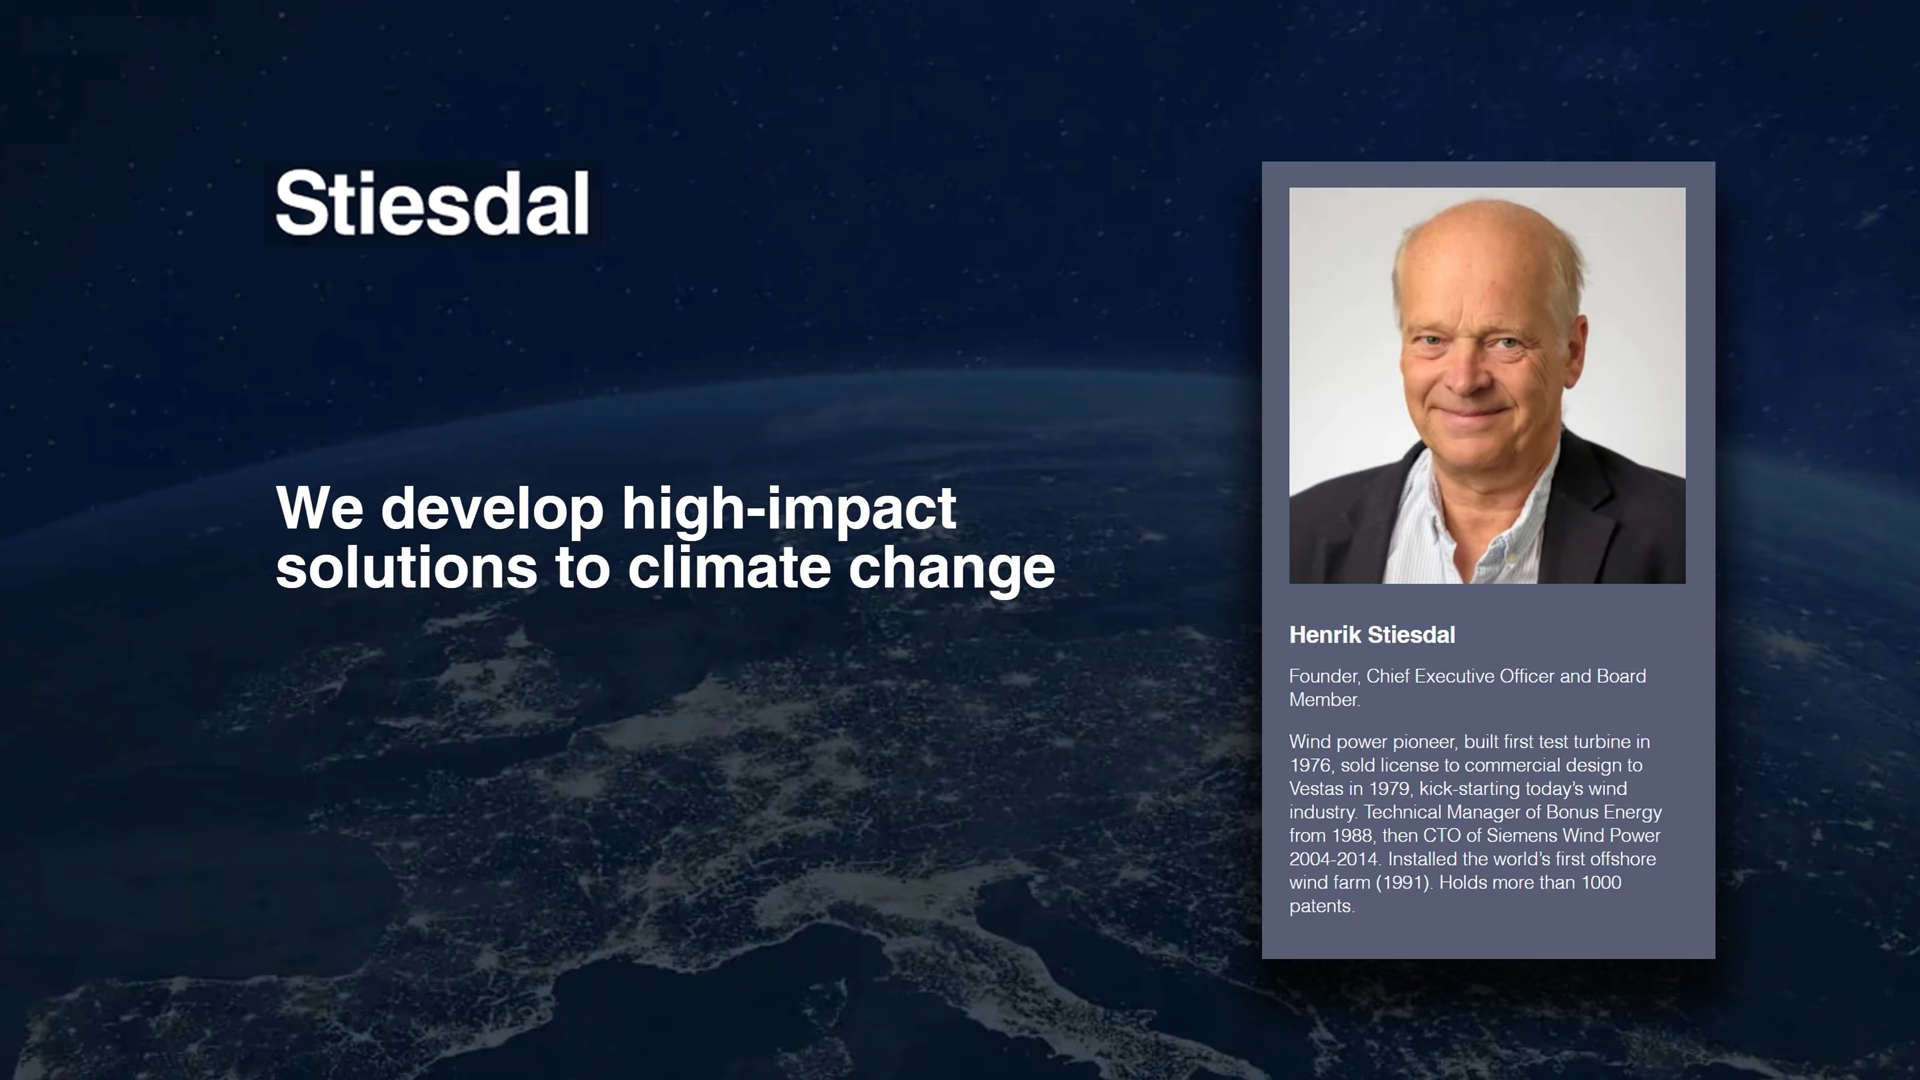 Stiesdal
We develop high-impact
solutions to climate change
Henrik Stiesdal
Founder, Chief Executive Officer and Board
Member.
Wind power pioneer, built first test turbine in
1976, sold license to commercial design to
Vestas in 1979, kick-starting today’s wind
industry. Technical Manager of Bonus Energy
from 1988, then CTO of Siemens Wind Power
2004-2014. Installed the world’s first offshore
wind farm (1991). Holds more than 1000
patents.